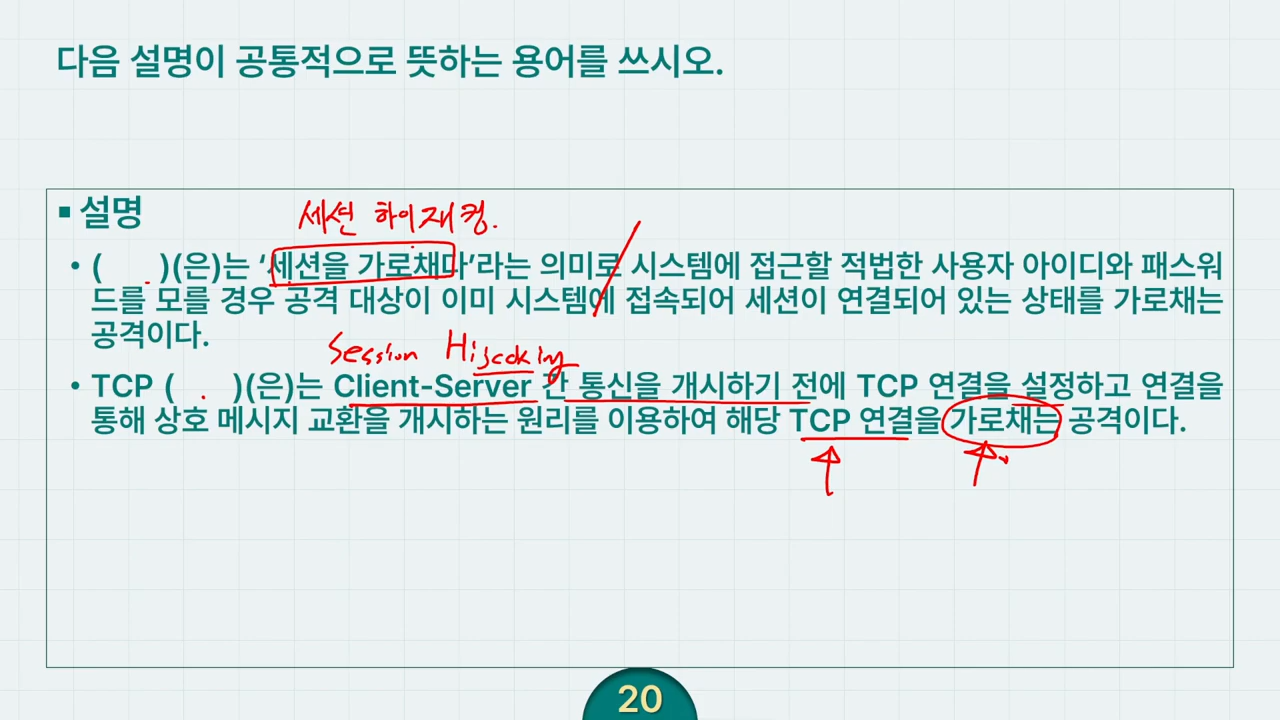 다음 설명이 공통적으로 뜻하는 용어를 쓰시오.
▪ 설명
세션 하이재킹.
• ( )(은)는 '세션을 가로채다'라는 의미로 시스템에 접근할 적법한 사용자 아이디와 패스워
드를 모를 경우 공격 대상이 이미 시스템에 접속되어 세션이 연결되어 있는 상태를 가로채는
공격이다.
Session Hijacking
• TCP ( )(은)는 Client-Server 간 통신을 개시하기 전에 TCP 연결을 설정하고 연결을
통해 상호 메시지 교환을 개시하는 원리를 이용하여 해당 TCP 연결을 가로채는 공격이다.
20